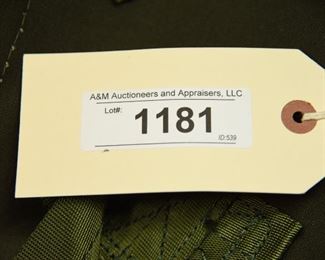 A&M Auctioneers and Appraisers, LLC
Lot#:
1181
ID:539